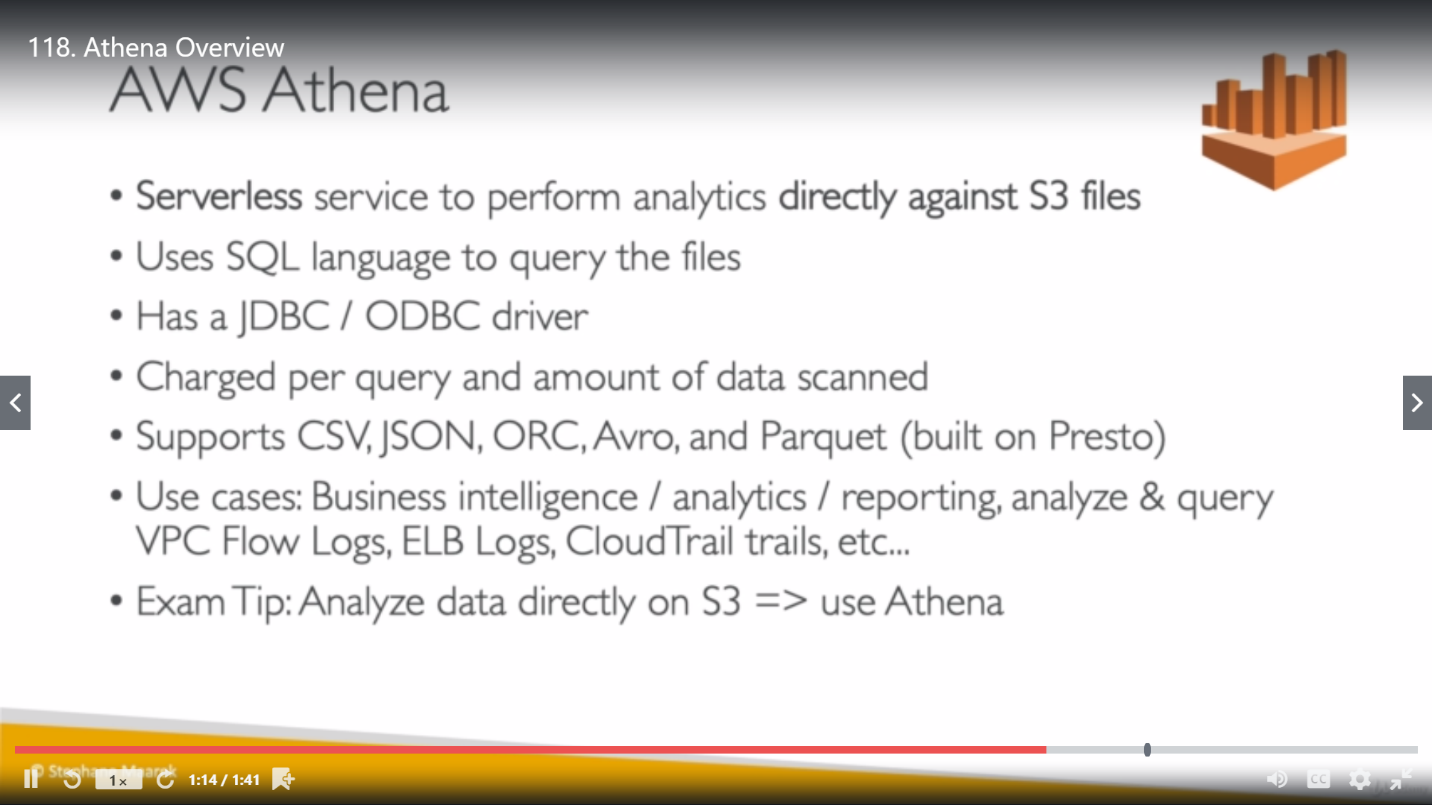 118. Athena Overview
AWS Athena
• Serverless service to perform analytics directly against S3 files
• Uses SQL language to query the files
• Has a JDBC / ODBC driver
• Charged per query and amount of data scanned
• Supports CSV, JSON, ORC, Avro, and Parquet (built on Presto)
• Use cases: Business intelligence / analytics / reporting, analyze & query
VPC Flow Logs, ELB Logs, CloudTrail trails, etc...
• Exam Tip: Analyze data directly on S3 => use Athena
© Stephane Maarek
1x
1:14 / 1:41
CC